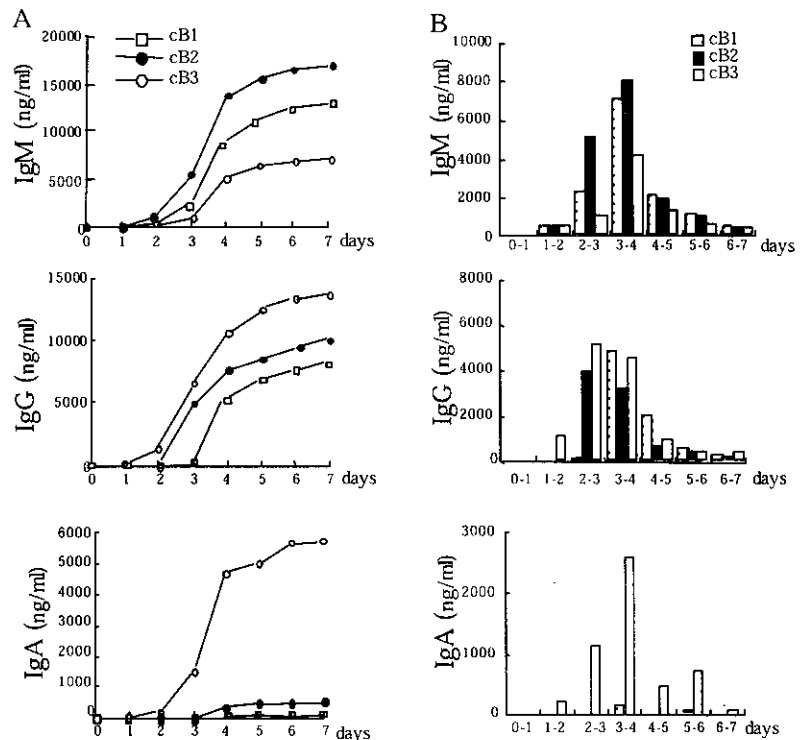 A
20000
15000
10000
5000
0
IgM (ng/ml)
cB1
cB2
cB3
0 1 2 3 4 5 6 7 days
15000
10000
5000
0
IgG (ng/ml)
0 1 2 3 4 5 6 7 days
6000
5000
4000
3000
2000
1000
0
IgA (ng/ml)
0 1 2 3 4 5 6 7 days
B
10000
8000
6000
4000
2000
0
IgM (ng/ml)
cB1
cB2
cB3
0-1 1-2 2-3 3-4 4-5 5-6 6-7 days
8000
6000
4000
2000
0
IgG (ng/ml)
0-1 1-2 2-3 3-4 4-5 5-6 6-7 days
3000
2000
1000
0
IgA (ng/ml)
0-1 1-2 2-3 3-4 4-5 5-6 6-7 days